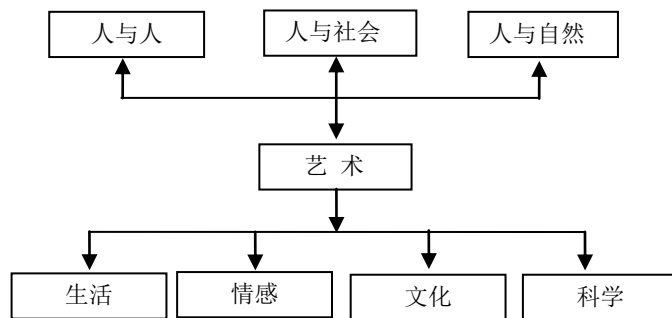 人与人
人与社会
人与自然
艺 术
生活
情感
文化
科学